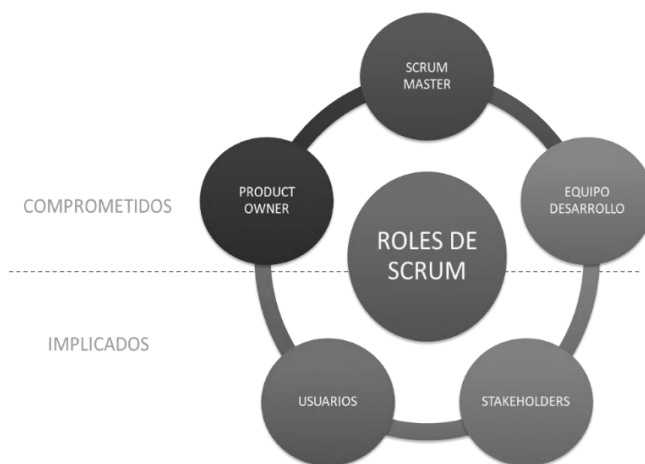 SCRUM
MASTER
PRODUCT
OWNER
EQUIPO
DESARROLLO
COMPROMETIDOS
ROLES DE
SCRUM
IMPLICADOS
USUARIOS
STAKEHOLDERS